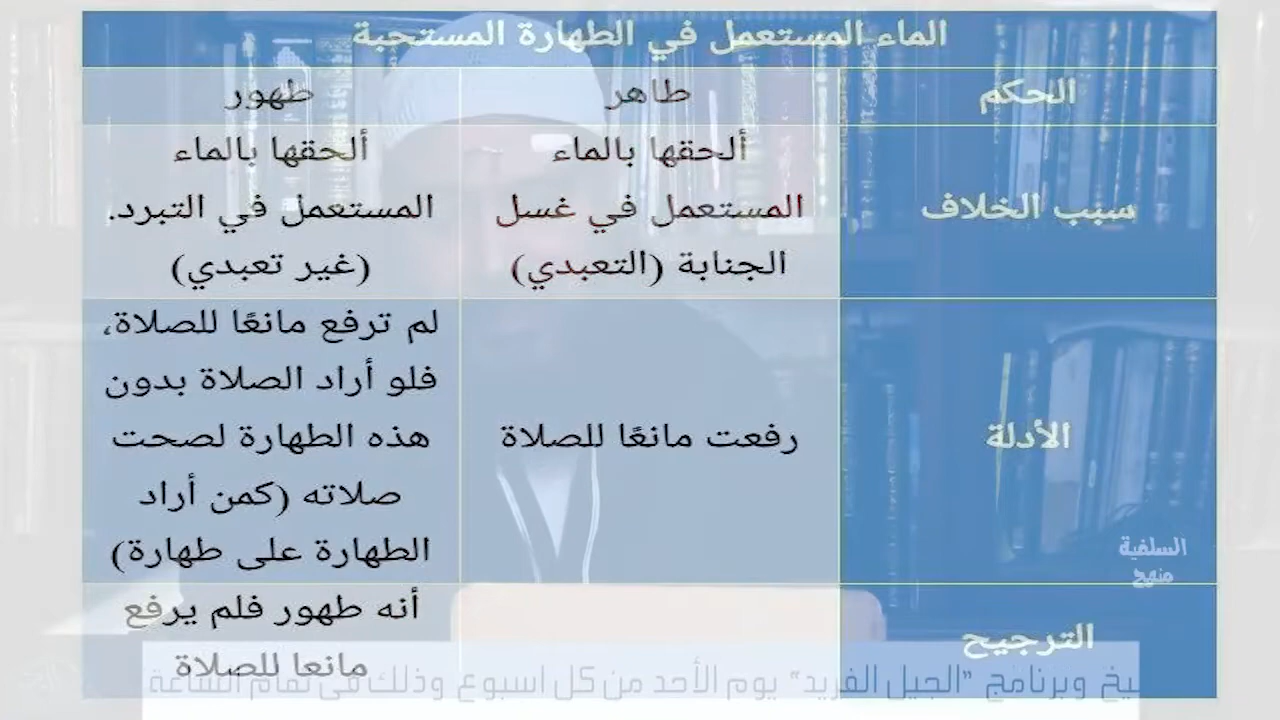 الماء المستعمل في الطهارة المستحبة
الحكم
طاهر
طهور
سبب الخلاف
ألحقها بالماء
المستعمل في غسل
الجنابة (التعبدي)
ألحقها بالماء
المستعمل في التبرد.
(غير تعبدي)
الأدلة
رفعت مانعًا للصلاة
لم ترفع مانعًا للصلاة،
فلو أراد الصلاة بدون
هذه الطهارة لصحت
صلاته (كمن أراد
الطهارة على طهارة)
الترجيح
أنه طهور فلم يرفع
مانعا للصلاة
السلفية
منهج
وبرنامج "الجيل الفريد" يوم الأحد من كل اسبوع وذلك في تمام الساعة